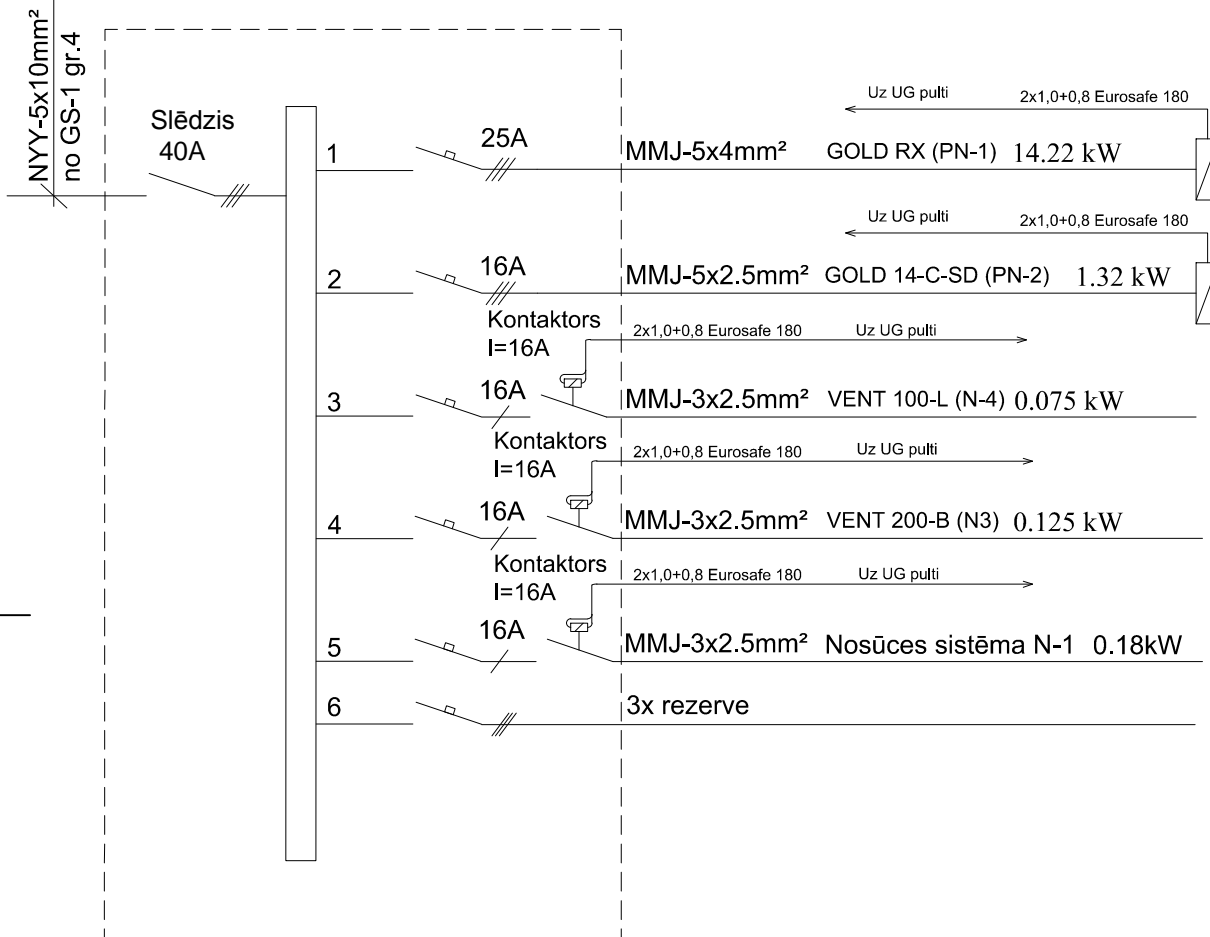 NYY-5x10mm²
no GS-1 gr.4
Slēdzis
40A
Uz UG pulti 2x1,0+0,8 Eurosafe 180
1 25A MMJ-5x4mm² GOLD RX (PN-1) 14.22 kW
Uz UG pulti 2x1,0+0,8 Eurosafe 180
2 16A MMJ-5x2.5mm² GOLD 14-C-SD (PN-2) 1.32 kW
Kontaktors
I=16A
2x1,0+0,8 Eurosafe 180 Uz UG pulti
3 16A MMJ-3x2.5mm² VENT 100-L (N-4) 0.075 kW
Kontaktors
I=16A
2x1,0+0,8 Eurosafe 180 Uz UG pulti
4 16A MMJ-3x2.5mm² VENT 200-B (N3) 0.125 kW
Kontaktors
I=16A
2x1,0+0,8 Eurosafe 180 Uz UG pulti
5 16A MMJ-3x2.5mm² Nosūces sistēma N-1 0.18kW
6 3x rezerve